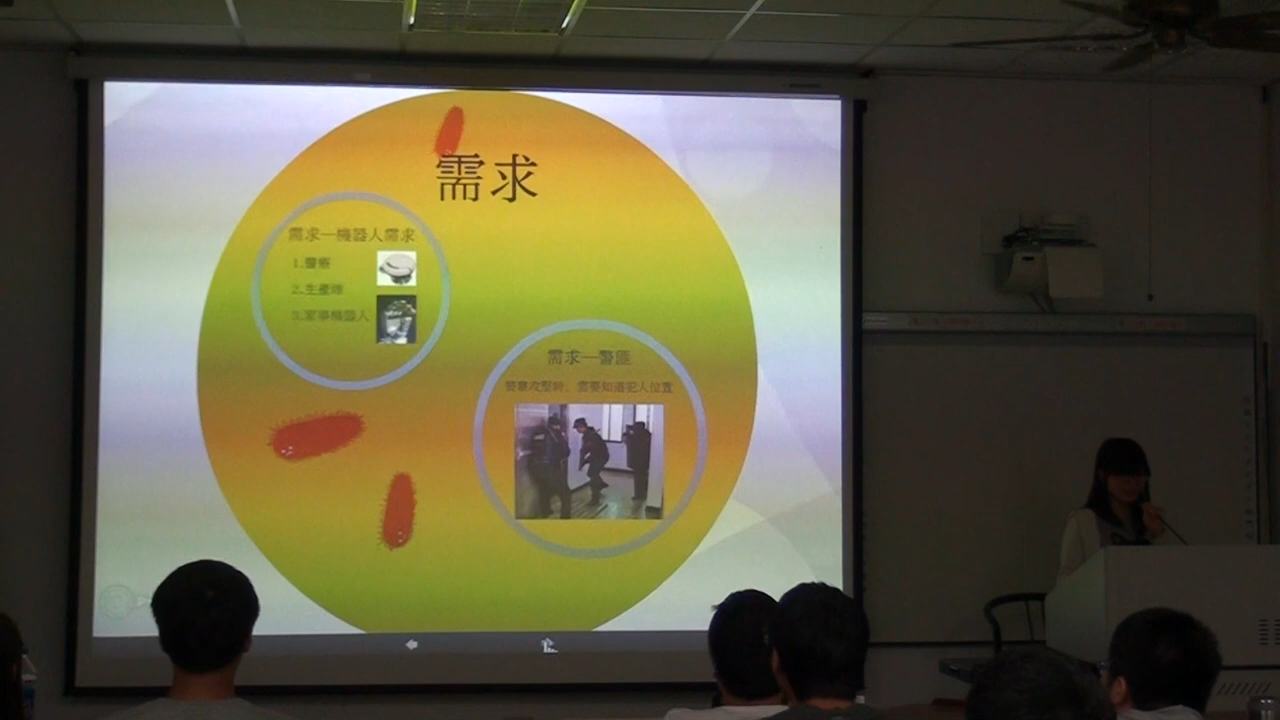 需求
需求—機器人需求
1.醫療
2.生產線
3.軍事機器人
需求—警匪
警察攻堅時，需要知道犯人位置